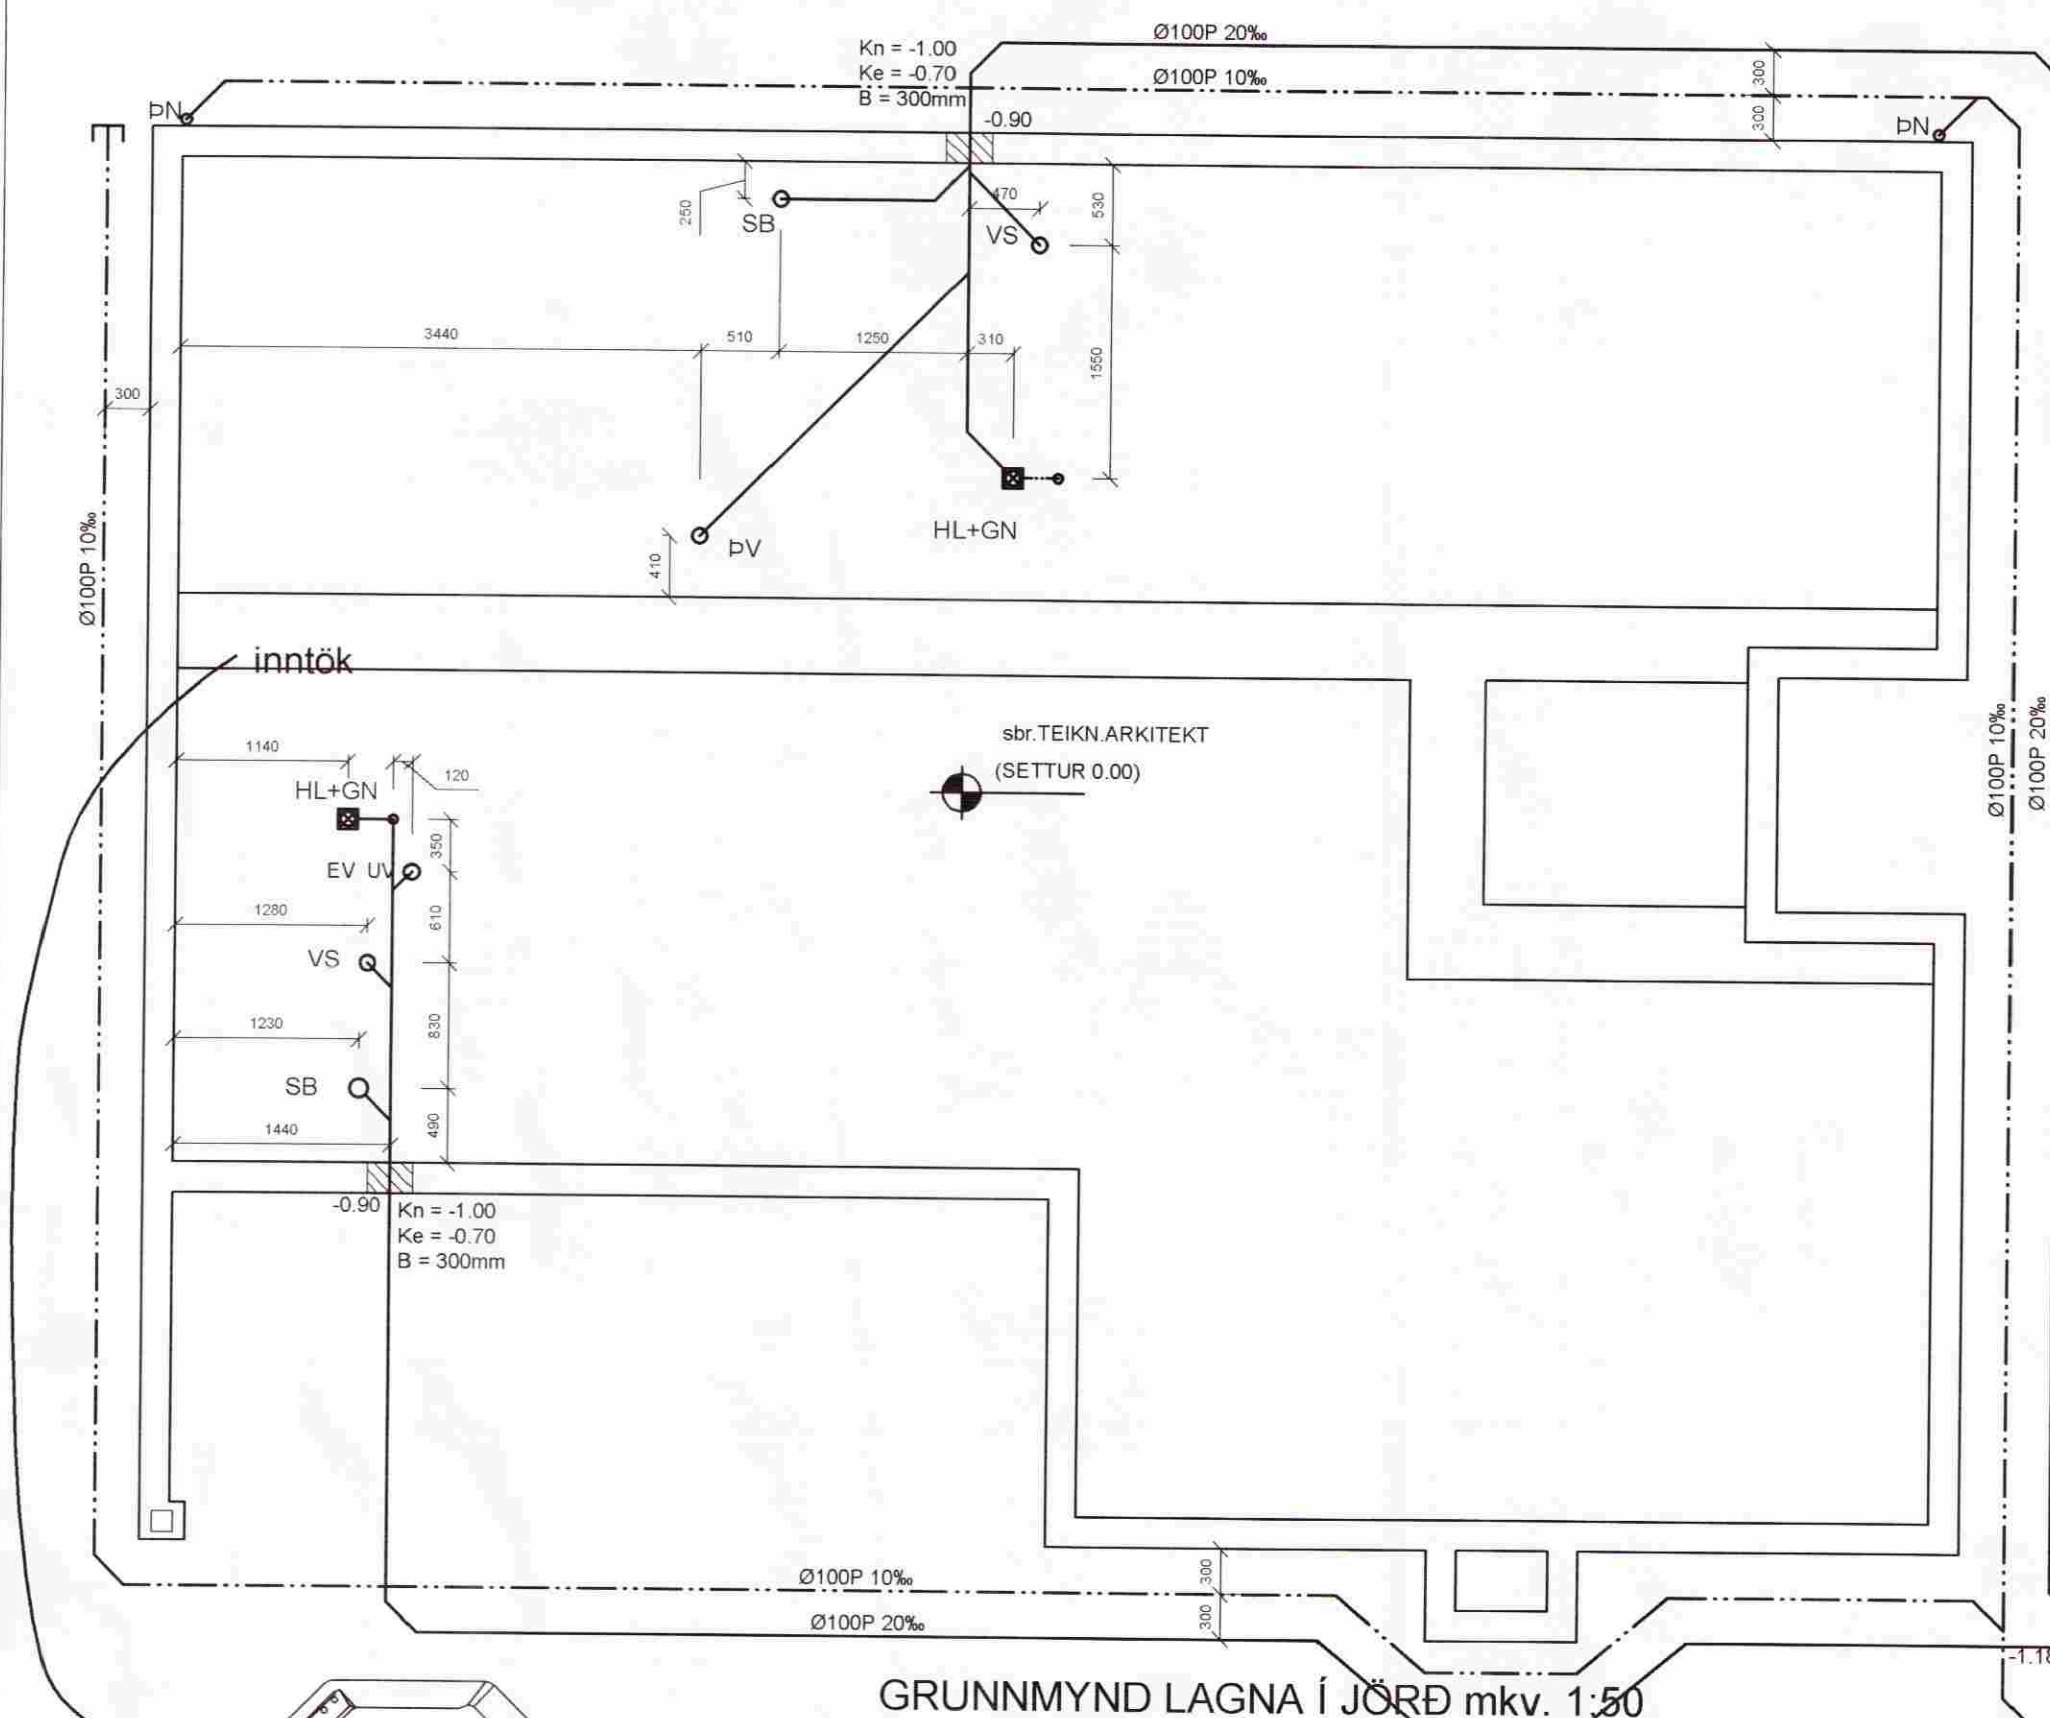 Ø100P 20‰
Kn = -1.00
Ke = -0.70
B = 300mm
Ø100P 10‰
300
300
ÞN
-0.90
ÞN
250
SB
470
VS
530
3440
510
1250
310
1550
300
HL+GN
ÞV
410
Ø100P 10‰
inntök
sbr.TEIKN.ARKITEKT
(SETTUR 0.00)
Ø100P 10‰
Ø100P 20‰
1140
120
HL+GN
350
EV UV
1280
610
VS
1230
830
SB
1440
490
-0.90
Kn = -1.00
Ke = -0.70
B = 300mm
Ø100P 10‰
300
Ø100P 20‰
300
-1.18
GRUNNMYND LAGNA Í JÖRÐ mkv. 1:50